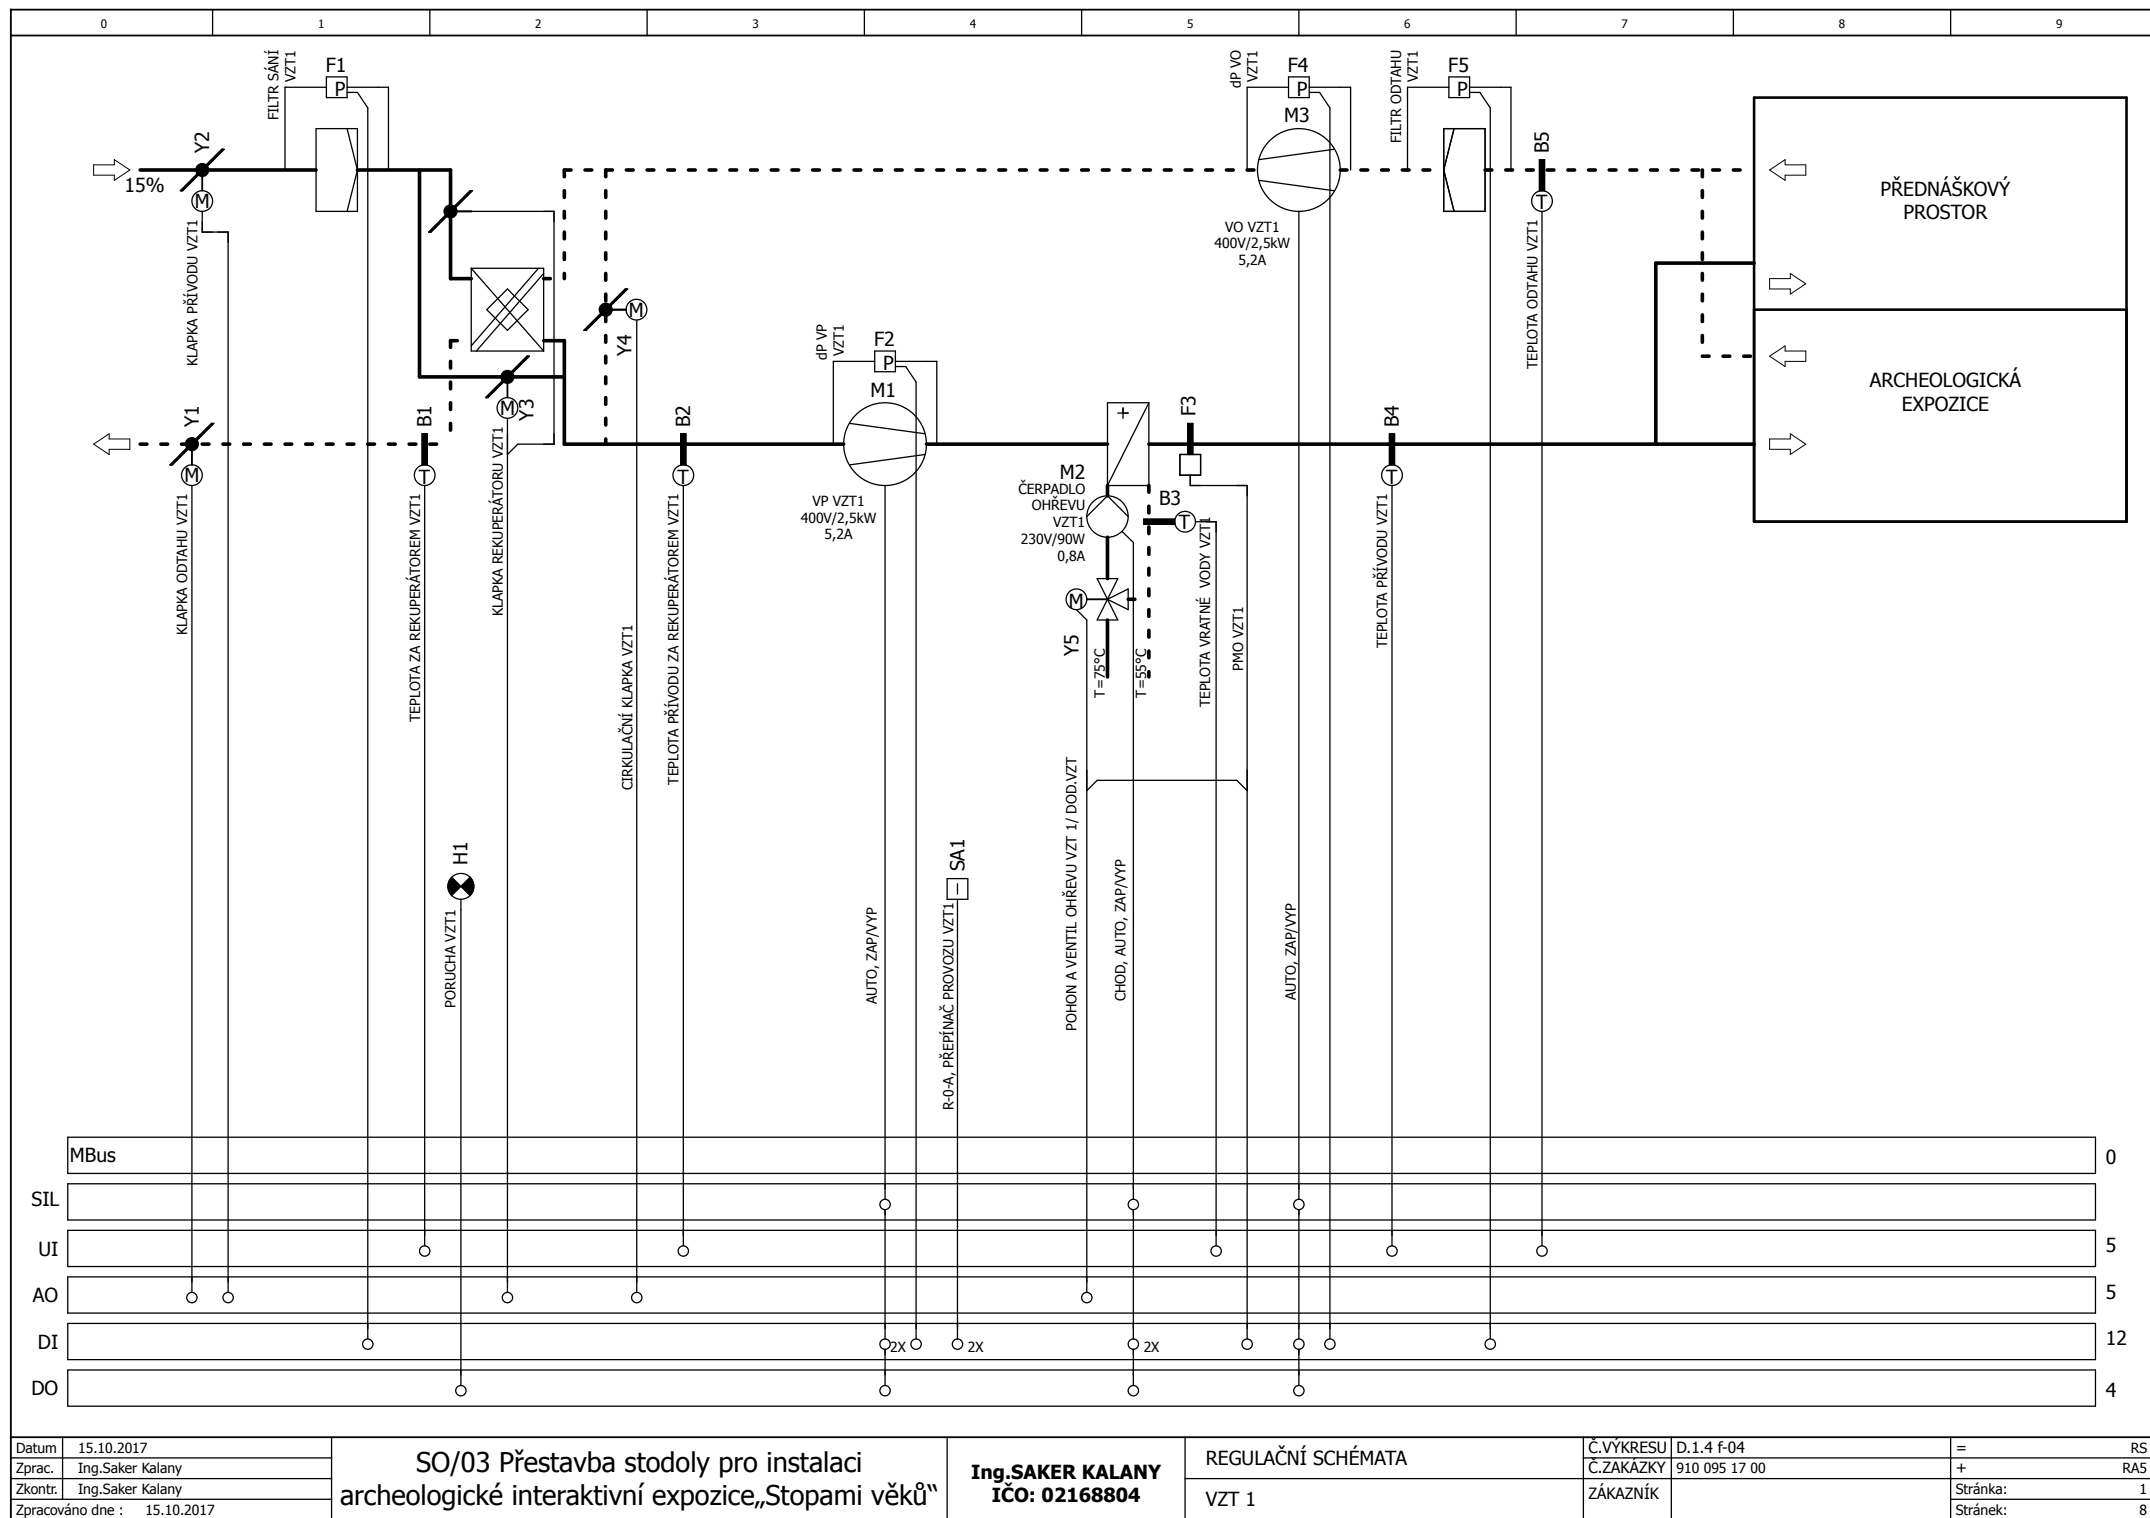 0 1 2 3 4 5 6 7 8 9
FILTR SÁNÍ
VZT1
F1
P
dP VO
VZT1
F4
P
M3
FILTR ODTAHU
VZT1
F5
P
Y2
15%
M
KLAPKA PŘÍVODU VZT1
B5
T
TEPLOTA ODTAHU VZT1
PŘEDNÁŠKOVÝ
PROSTOR
VO VZT1
400V/2,5kW
5,2A
M
Y4
CIRKULAČNÍ KLAPKA VZT1
dP VP
VZT1
F2
P
M1
ARCHEOLOGICKÁ
EXPOZICE
Y1
M
KLAPKA ODTAHU VZT1
B1
T
TEPLOTA ZA REKUPERÁTOREM VZT1
M
Y3
KLAPKA REKUPERÁTORU VZT1
B2
T
TEPLOTA PŘÍVODU ZA REKUPERÁTOREM VZT1
VP VZT1
400V/2,5kW
5,2A
+
F3
M2
ČERPADLO
OHŘEVU
VZT1
230V/90W
0,8A
B3
T
TEPLOTA VRATNÉ VODY VZT1
PMO VZT1
B4
T
TEPLOTA PŘÍVODU VZT1
M
Y5
T=75°C
T=55°C
POHON A VENTIL OHŘEVU VZT 1/ DOD.VZT
H1
PORUCHA VZT1
AUTO, ZAP/VYP
SA1
R-0-A, PŘEPÍNAČ PROVOZU VZT1
CHOD, AUTO, ZAP/VYP
AUTO, ZAP/VYP
MBus 0
SIL
UI 5
AO 5
DI 2X 2X 2X 12
DO 4
Datum 15.10.2017
Zprac. Ing.Saker Kalany
Zkontr. Ing.Saker Kalany
Zpracováno dne : 15.10.2017
SO/03 Přestavba stodoly pro instalaci
archeologické interaktivní expozice„Stopami věků“
Ing.SAKER KALANY
IČO: 02168804
REGULAČNÍ SCHÉMATA
VZT 1
Č.VÝKRESU D.1.4 f-04
Č.ZAKÁZKY 910 095 17 00
ZÁKAZNÍK
= RS
+ RA5
Stránka: 1
Stránek: 8